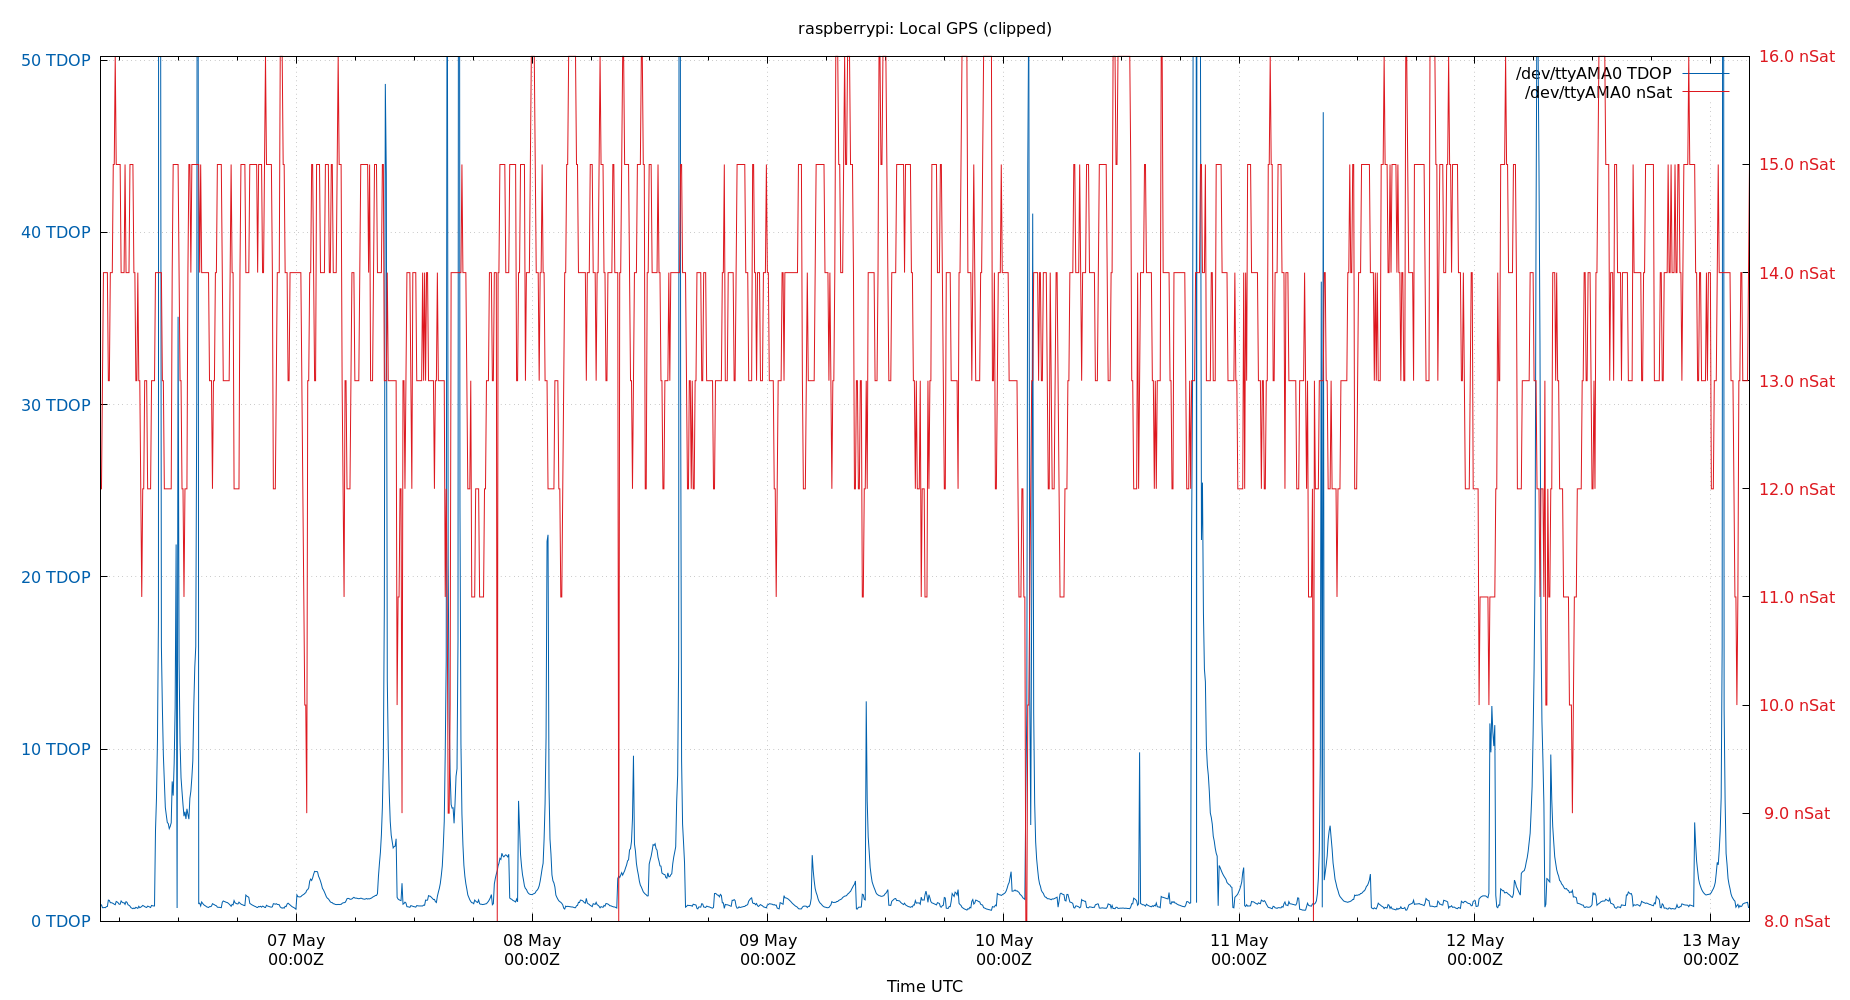 raspberrypi: Local GPS (clipped)
50 TDOP
40 TDOP
30 TDOP
20 TDOP
10 TDOP
0 TDOP
16.0 nSat
15.0 nSat
14.0 nSat
13.0 nSat
12.0 nSat
11.0 nSat
10.0 nSat
9.0 nSat
8.0 nSat
/dev/ttyAMA0 TDOP
/dev/ttyAMA0 nSat
07 May
00:00Z
08 May
00:00Z
09 May
00:00Z
10 May
00:00Z
11 May
00:00Z
12 May
00:00Z
13 May
00:00Z
Time UTC